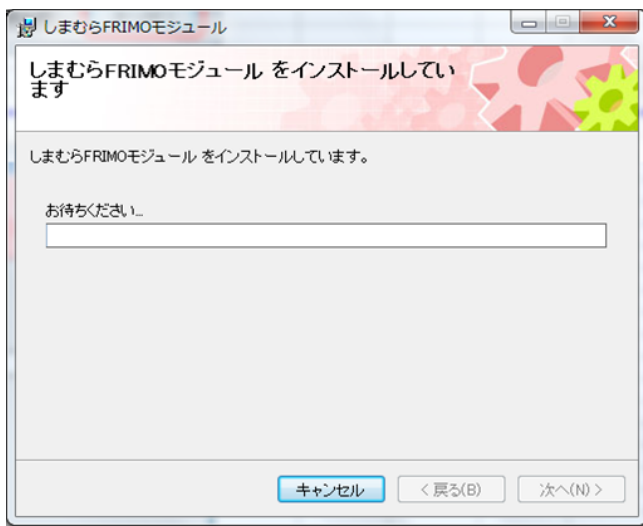 しまむらFRIMOモジュール
しまむらFRIMOモジュール をインストールしてい
ます
しまむらFRIMOモジュール をインストールしています。
お待ちください...
キャンセル
< 戻る(B)
次へ(N) >